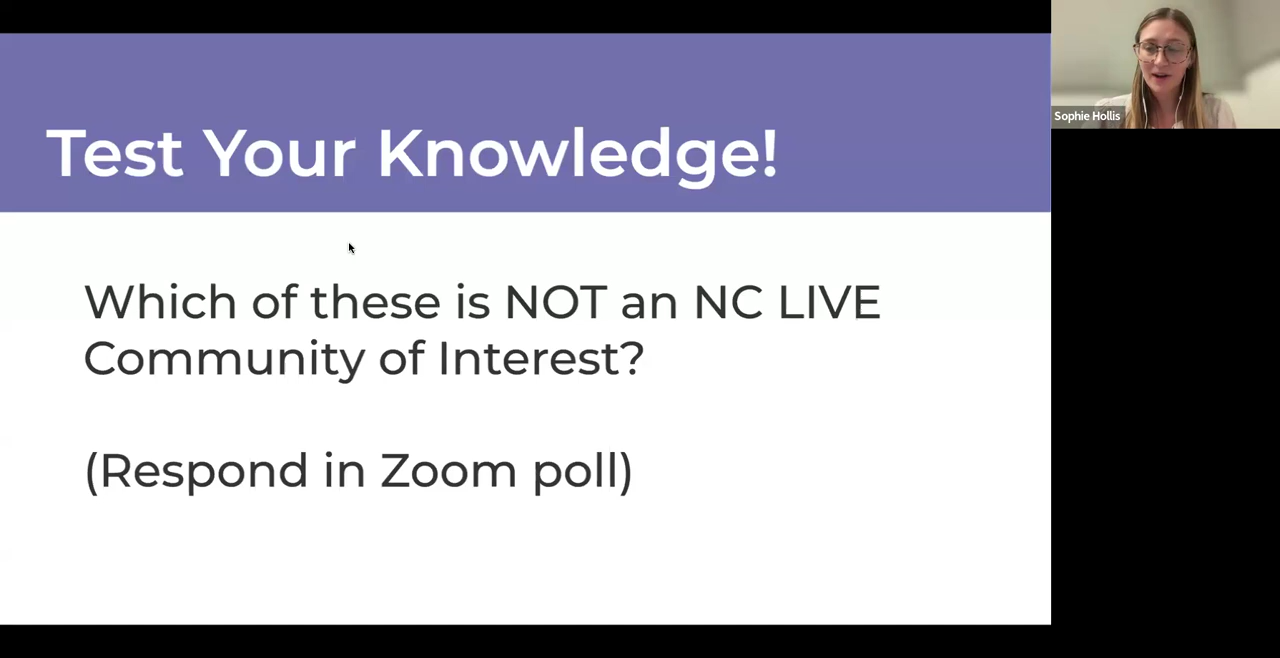 Test Your Knowledge!
Which of these is NOT an NC LIVE
Community of Interest?
(Respond in Zoom poll)
Sophie Hollis